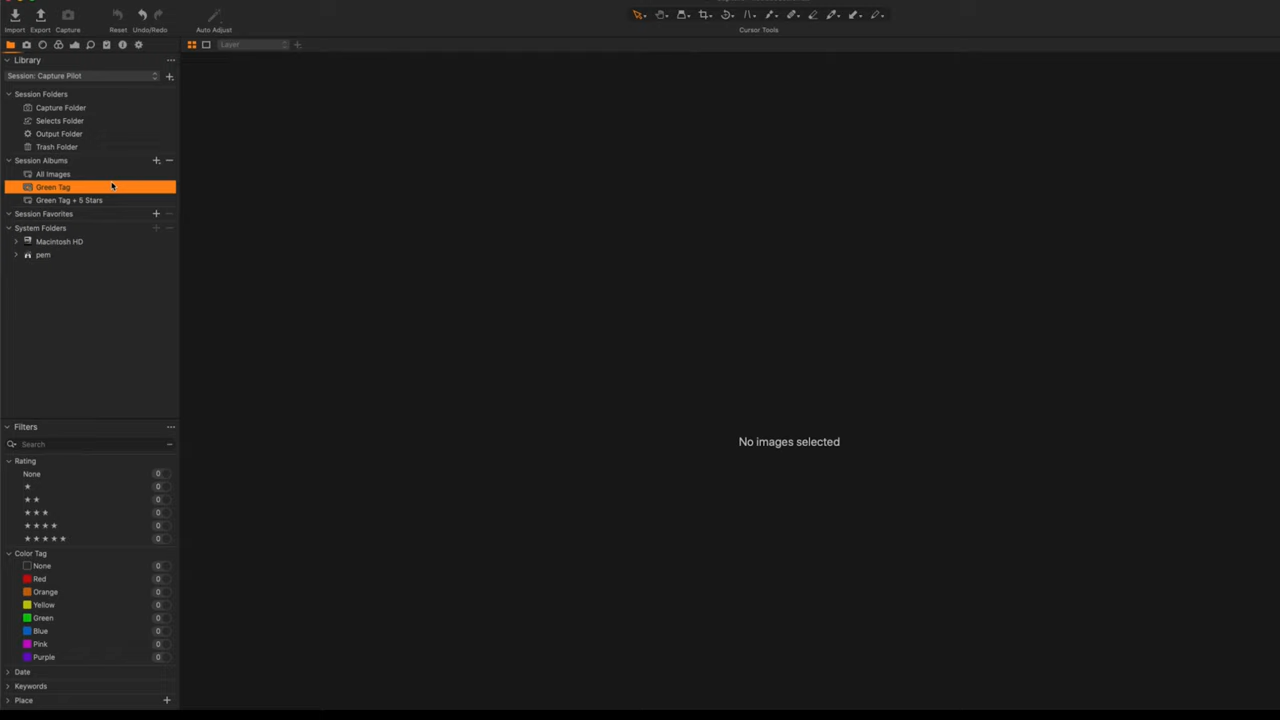 Import Export Capture Reset Undo/Redo Auto Adjust Cursor Tools
Layer
Library
Session: Capture Pilot
Session Folders
Capture Folder
Selects Folder
Output Folder
Trash Folder
Session Albums
All Images
Green Tag
Green Tag + 5 Stars
Session Favorites
System Folders
Macintosh HD
pem
No images selected
Filters
Search
Rating
None 0
0
0
0
0
0
Color Tag
None 0
Red 0
Orange 0
Yellow 0
Green 0
Blue 0
Pink 0
Purple 0
Date
Keywords
Place